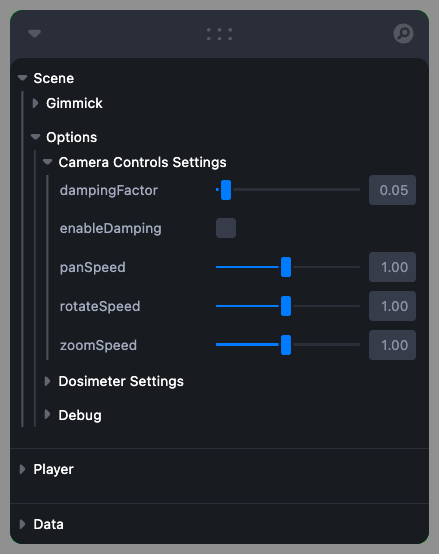 Scene
Gimmick
Options
Camera Controls Settings
dampingFactor 0.05
enableDamping
panSpeed 1.00
rotateSpeed 1.00
zoomSpeed 1.00
Dosimeter Settings
Debug
Player
Data